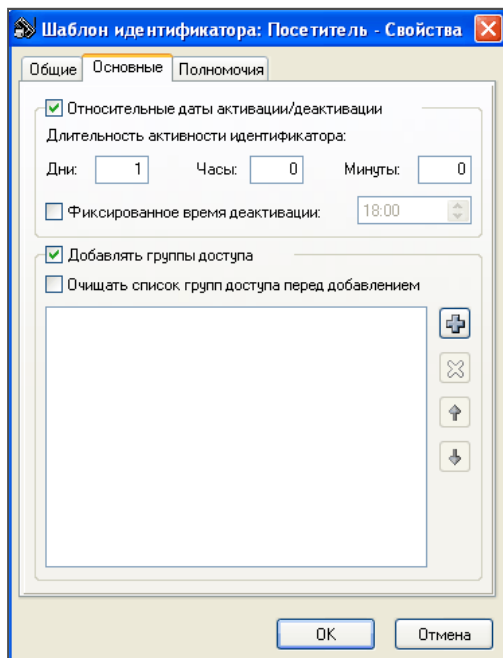 Шаблон идентификатора: Посетитель - Свойства
Общие Основные Полномочия
Относительные даты активации/деактивации
Длительность активности идентификатора:
Дни: 1 Часы: 0 Минуты: 0
Фиксированное время деактивации: 18:00
Добавлять группы доступа
Очищать список групп доступа перед добавлением
OK Отмена